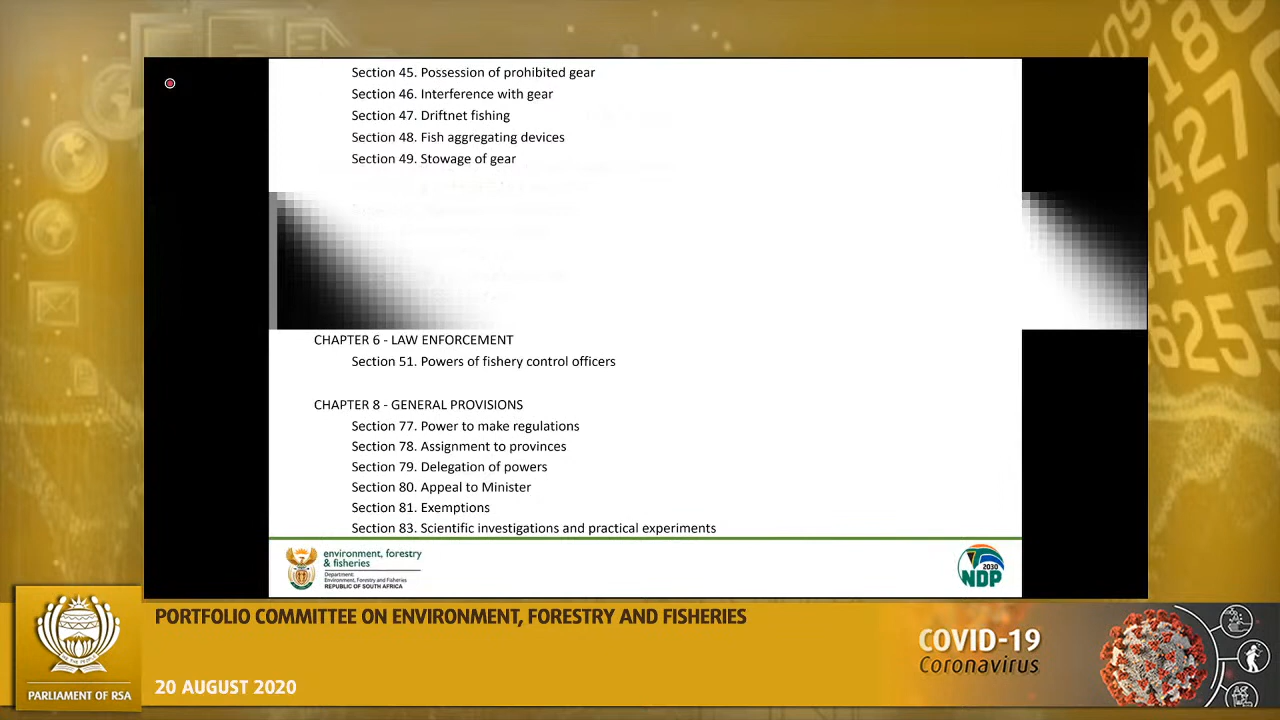 Section 45. Possession of prohibited gear
Section 46. Interference with gear
Section 47. Driftnet fishing
Section 48. Fish aggregating devices
Section 49. Stowage of gear
CHAPTER 6 - LAW ENFORCEMENT
Section 51. Powers of fishery control officers
CHAPTER 8 - GENERAL PROVISIONS
Section 77. Power to make regulations
Section 78. Assignment to provinces
Section 79. Delegation of powers
Section 80. Appeal to Minister
Section 81. Exemptions
Section 83. Scientific investigations and practical experiments
environment, forestry
& fisheries
Department:
Environment, Forestry and Fisheries
REPUBLIC OF SOUTH AFRICA
2030
NDP
PORTFOLIO COMMITTEE ON ENVIRONMENT, FORESTRY AND FISHERIES
20 AUGUST 2020
PARLIAMENT OF RSA
COVID-19
Coronavirus